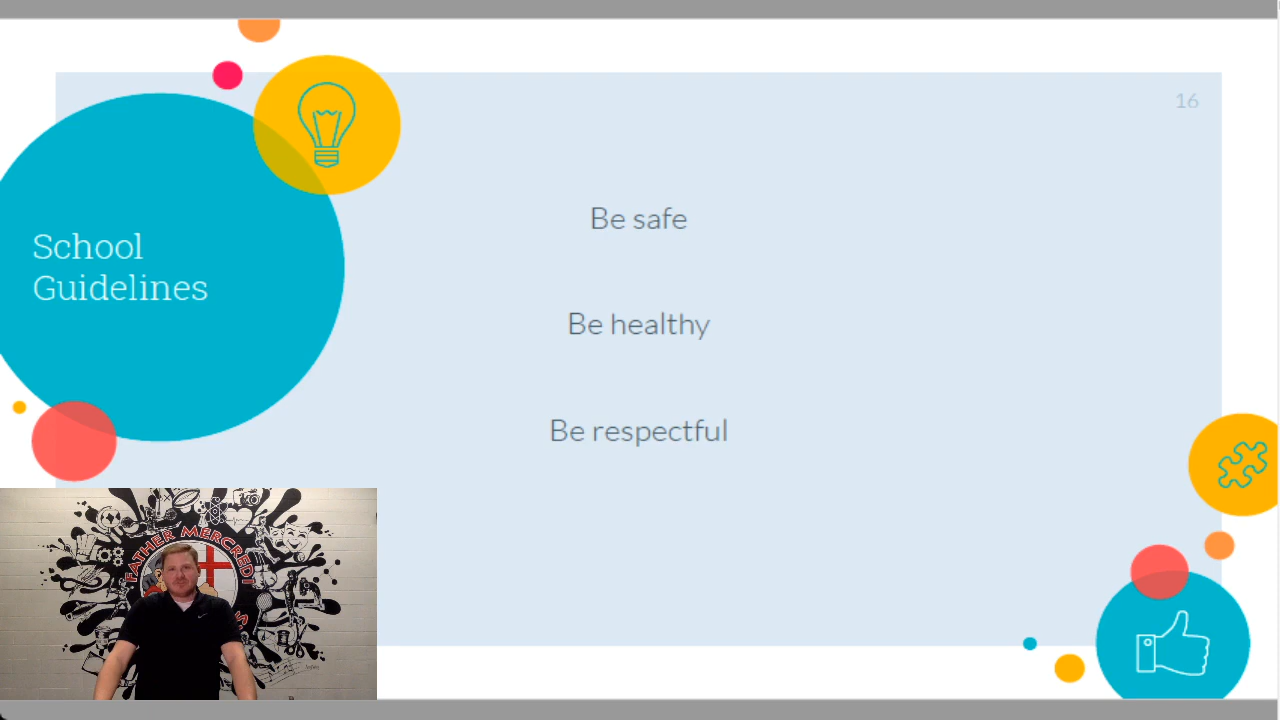 16
School
Guidelines
Be safe
Be healthy
Be respectful
FATHER MERCREDI